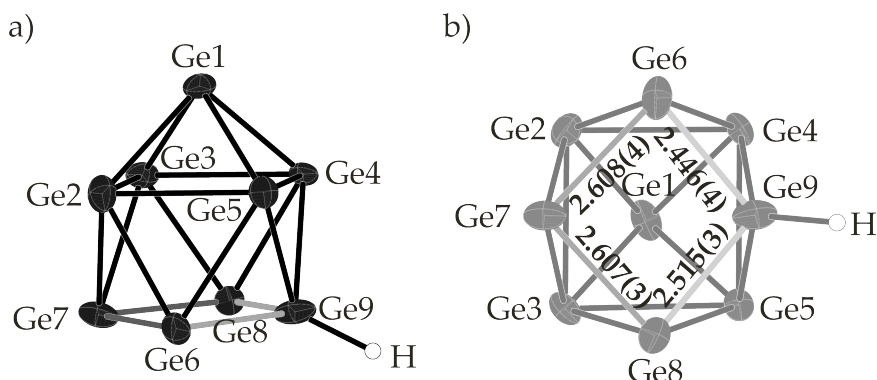 a)
Ge1
Ge3
Ge4
Ge2
Ge5
Ge7
Ge8
Ge9
Ge6
H
b)
Ge6
Ge2
Ge4
2.608(4)
2.446(4)
Ge1
Ge7
Ge9
H
2.607(3)
2.515(3)
Ge3
Ge5
Ge8